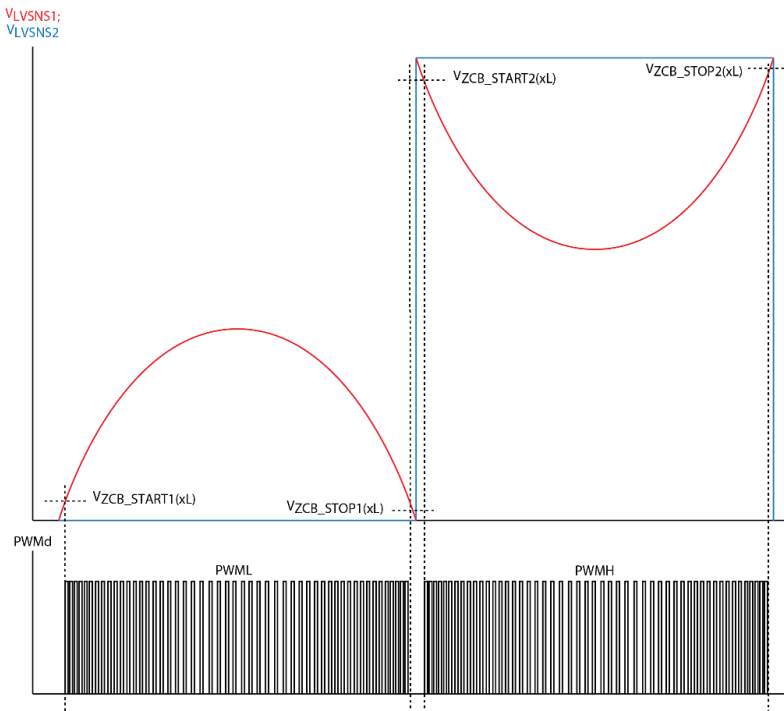 VLVSNS1;
VLVSNS2
VZCB_START2(xL)
VZCB_STOP2(xL)
VZCB_START1(xL)
VZCB_STOP1(xL)
PWMd
PWML
PWMH